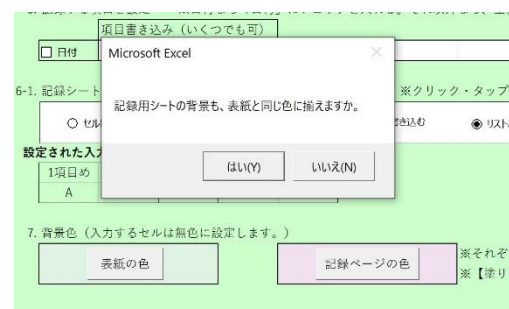 項目書き込み（いくつでも可）
日付
Microsoft Excel
記録用シートの背景も、表紙と同じ色に揃えますか。
はい(Y)
いいえ(N)
6-1. 記録シート
※クリック・タップ
○ セル
き込む
リスト
設定された入力
1項目め
A
7. 背景色（入力するセルは無色に設定します。）
表紙の色
記録ページの色
※それぞ
※【塗り